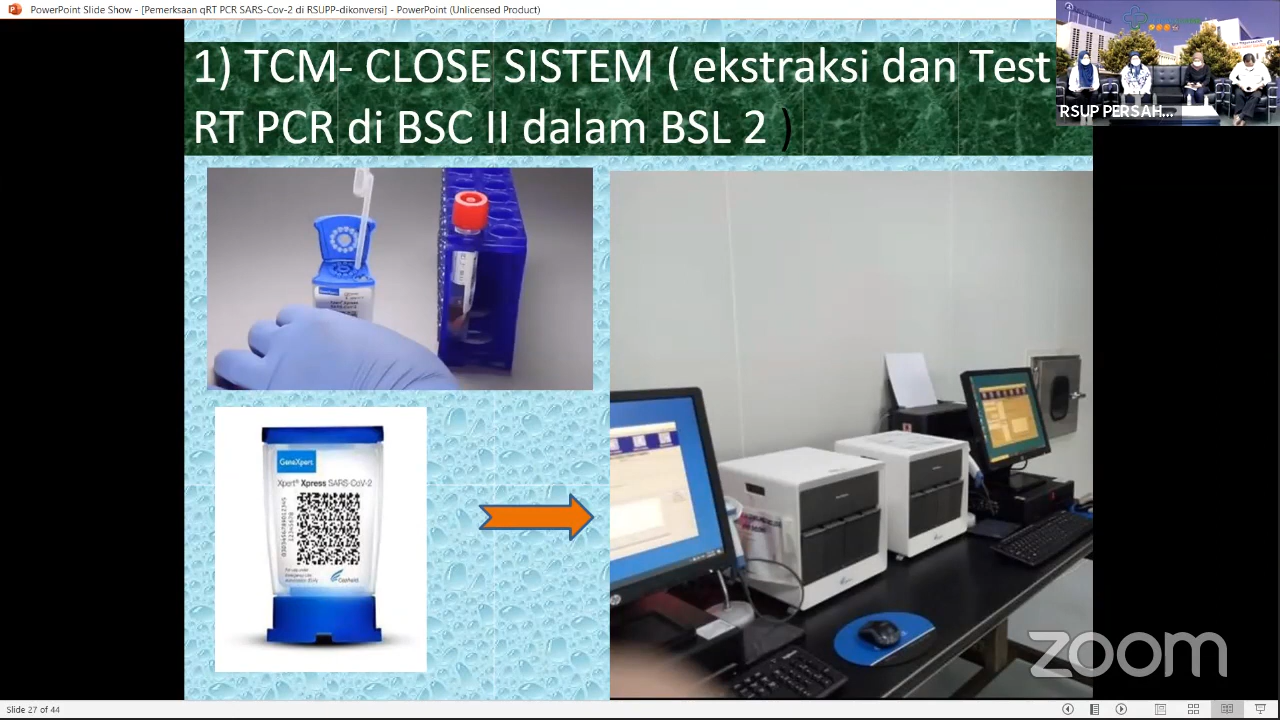 PowerPoint Slide Show - [Pemerksaan qRT PCR SARS-Cov-2 di RSUPP-dikonversi] - PowerPoint (Unlicensed Product)
1) TCM- CLOSE SISTEM ( ekstraksi dan Test
RT PCR di BSC II dalam BSL 2 )
RSUP PERSAH...
GeneXpert
Xpert® Xpress SARS-CoV-2
Cepheid
zoom
Slide 27 of 44